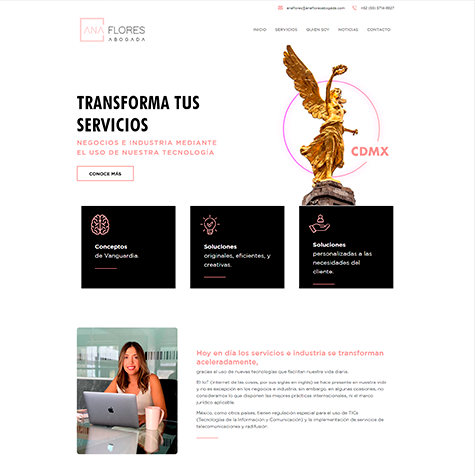 anaflores@anafloresabogada.com
INICIO SERVICIOS QUIEN SOY NOTICIAS CONTACTO
ANA FLORES
ABOGADA
TRANSFORMA TUS
SERVICIOS
NEGOCIOS E INDUSTRIA MEDIANTE
EL USO DE NUESTRA TECNOLOGÍA
CONOCE MÁS
CDMX
Conceptos
de Vanguardia.
Soluciones
originales, eficientes, y
creativas.
Soluciones
personalizadas a las
necesidades del
cliente.
Hoy en día los servicios e industria se transforman
aceleradamente,
gracias al uso de nuevas tecnologías que facilitan nuestra vida diaria.
El IoT (Internet de las cosas, por sus siglas en inglés) se hace presente en nuestra vida
y no es excepción en los negocios e industria, sin embargo, en algunas ocasiones, no
consideramos lo que disponen las mejores prácticas internacionales, ni el marco
jurídico aplicable.
México, como otros países, tienen regulación especial para el uso de TICs
(Tecnologías de la Información y Comunicación) y la implementación de servicios de
telecomunicaciones y radifusión.